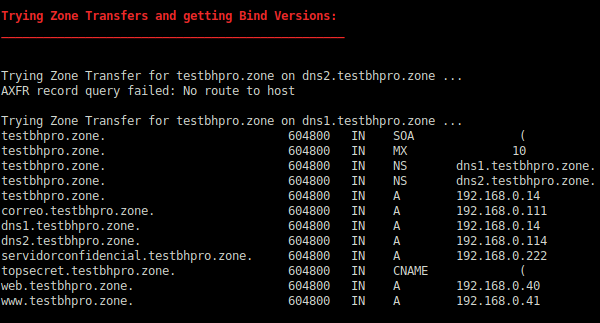 Trying Zone Transfers and getting Bind Versions:
_________________________________________________
Trying Zone Transfer for testbhpro.zone on dns2.testbhpro.zone ...
AXFR record query failed: No route to host
Trying Zone Transfer for testbhpro.zone on dns1.testbhpro.zone ...
testbhpro.zone. 604800 IN SOA (
testbhpro.zone. 604800 IN MX 10
testbhpro.zone. 604800 IN NS dns1.testbhpro.zone.
testbhpro.zone. 604800 IN NS dns2.testbhpro.zone.
testbhpro.zone. 604800 IN A 192.168.0.14
correo.testbhpro.zone. 604800 IN A 192.168.0.111
dns1.testbhpro.zone. 604800 IN A 192.168.0.14
dns2.testbhpro.zone. 604800 IN A 192.168.0.114
servidorconfidencial.testbhpro.zone. 604800 IN A 192.168.0.222
topsecret.testbhpro.zone. 604800 IN CNAME (
web.testbhpro.zone. 604800 IN A 192.168.0.40
www.testbhpro.zone. 604800 IN A 192.168.0.41